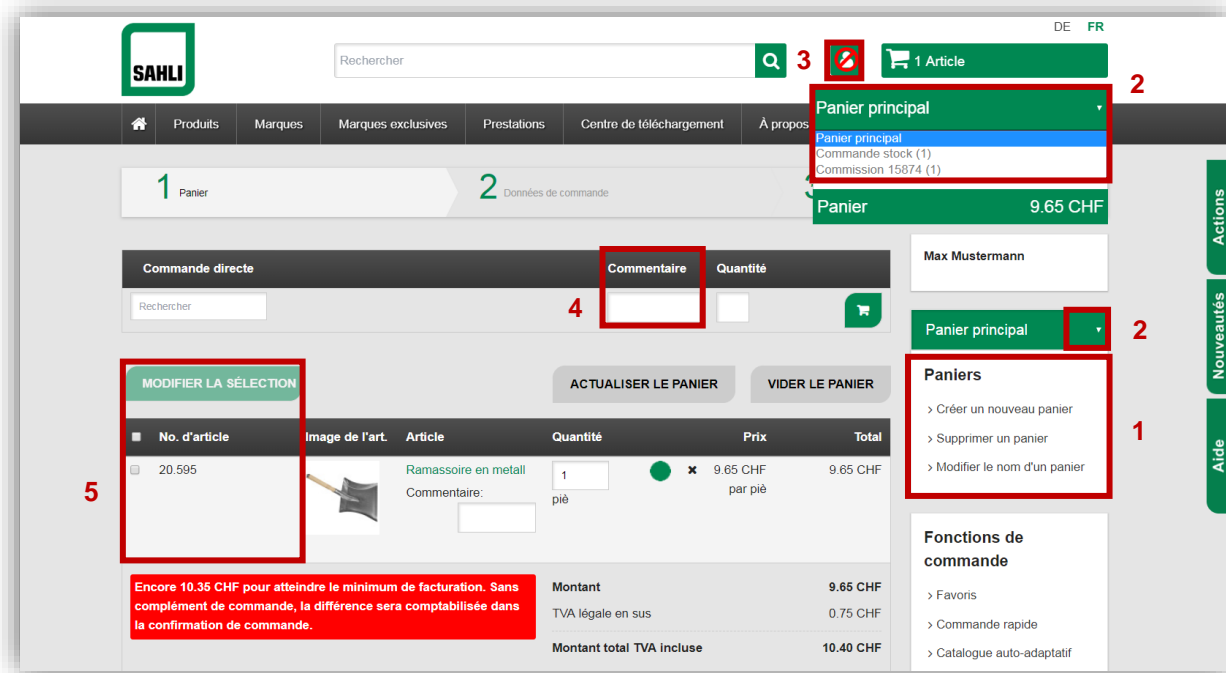 DE FR
SAHLI
Rechercher
3
1 Article
2
Panier principal
Produits Marques Marques exclusives Prestations Centre de téléchargement À propos
Panier principal
Commande stock (1)
Commission 15874 (1)
1 Panier
2 Données de commande
3
Panier 9.65 CHF
Actions
Max Mustermann
Commande directe Commentaire Quantité
Rechercher
4
Nouveautés
Panier principal
2
MODIFIER LA SÉLECTION
ACTUALISER LE PANIER
VIDER LE PANIER
Paniers
> Créer un nouveau panier
> Supprimer un panier
> Modifier le nom d'un panier
1
Aide
No. d'article Image de l'art. Article Quantité Prix Total
20.595 Ramassoire en metall 1 9.65 CHF 9.65 CHF
Commentaire: piè par piè
5
Fonctions de
commande
> Favoris
> Commande rapide
> Catalogue auto-adaptatif
Encore 10.35 CHF pour atteindre le minimum de facturation. Sans
complément de commande, la différence sera comptabilisée dans
la confirmation de commande.
Montant 9.65 CHF
TVA légale en sus 0.75 CHF
Montant total TVA incluse 10.40 CHF